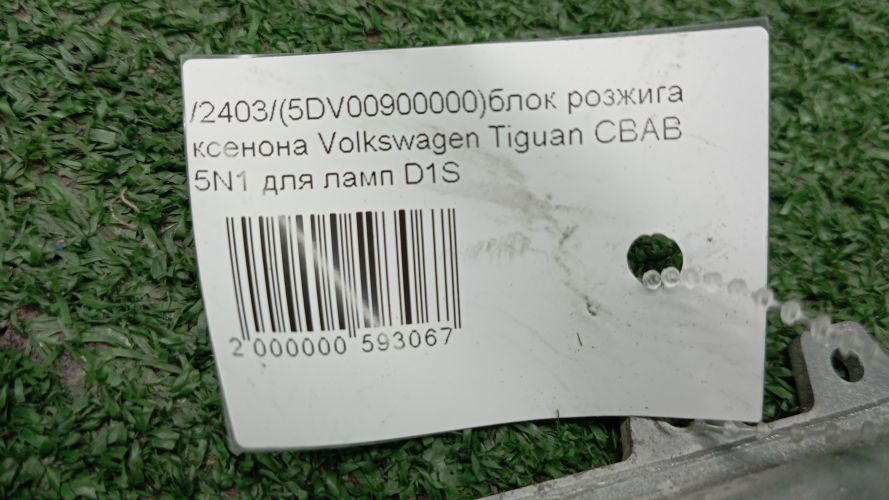 /2403/(5DV00900000)блок розжига
ксенона Volkswagen Tiguan CBAB
5N1 для ламп D1S
2 000000 593067